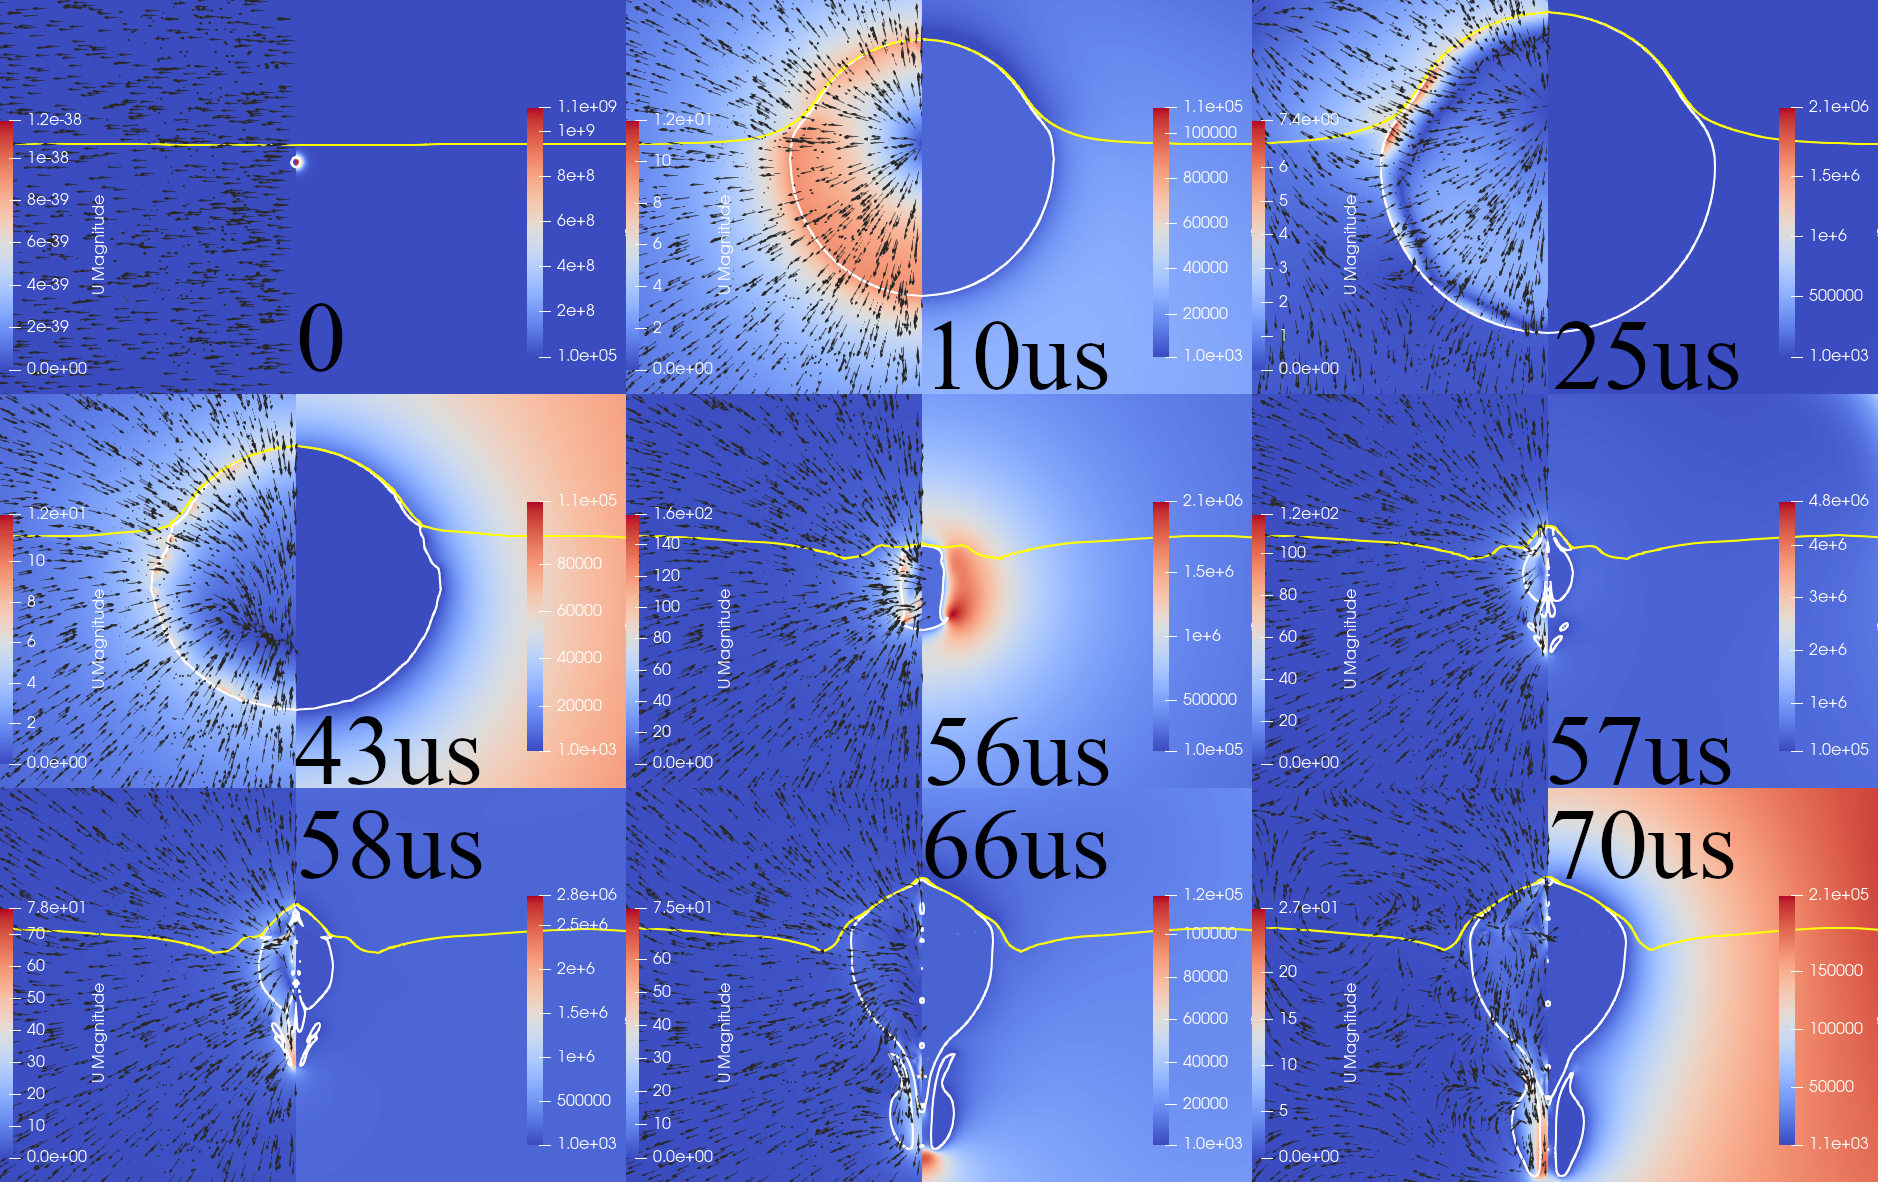 1.2e-38
1e-38
8e-39
6e-39
4e-39
2e-39
0.0e+00
U Magnitude
1.1e+09
1e+9
8e+8
6e+8
4e+8
2e+8
1.0e+05
0
1.2e+01
10
8
6
4
2
0.0e+00
U Magnitude
1.1e+05
100000
80000
60000
40000
20000
1.0e+03
10us
7.4e+00
6
5
4
3
2
1
0.0e+00
U Magnitude
2.1e+06
1.5e+6
1e+6
500000
1.0e+03
25us
1.2e+01
10
8
6
4
2
0.0e+00
U Magnitude
1.1e+05
80000
60000
40000
20000
1.0e+03
43us
1.6e+02
140
120
100
80
60
40
20
0.0e+00
U Magnitude
2.1e+06
1.5e+6
1e+6
500000
1.0e+05
56us
1.2e+02
100
80
60
40
20
0.0e+00
U Magnitude
4.8e+06
4e+6
3e+6
2e+6
1e+6
1.0e+05
57us
58us
7.8e+01
70
60
50
40
30
20
10
0.0e+00
U Magnitude
2.8e+06
2.5e+6
2e+6
1.5e+6
1e+6
500000
1.0e+03
66us
7.5e+01
60
50
40
30
20
10
0.0e+00
U Magnitude
1.2e+05
100000
80000
60000
40000
20000
1.0e+03
70us
2.7e+01
20
15
10
5
0.0e+00
U Magnitude
2.1e+05
150000
100000
50000
1.1e+03